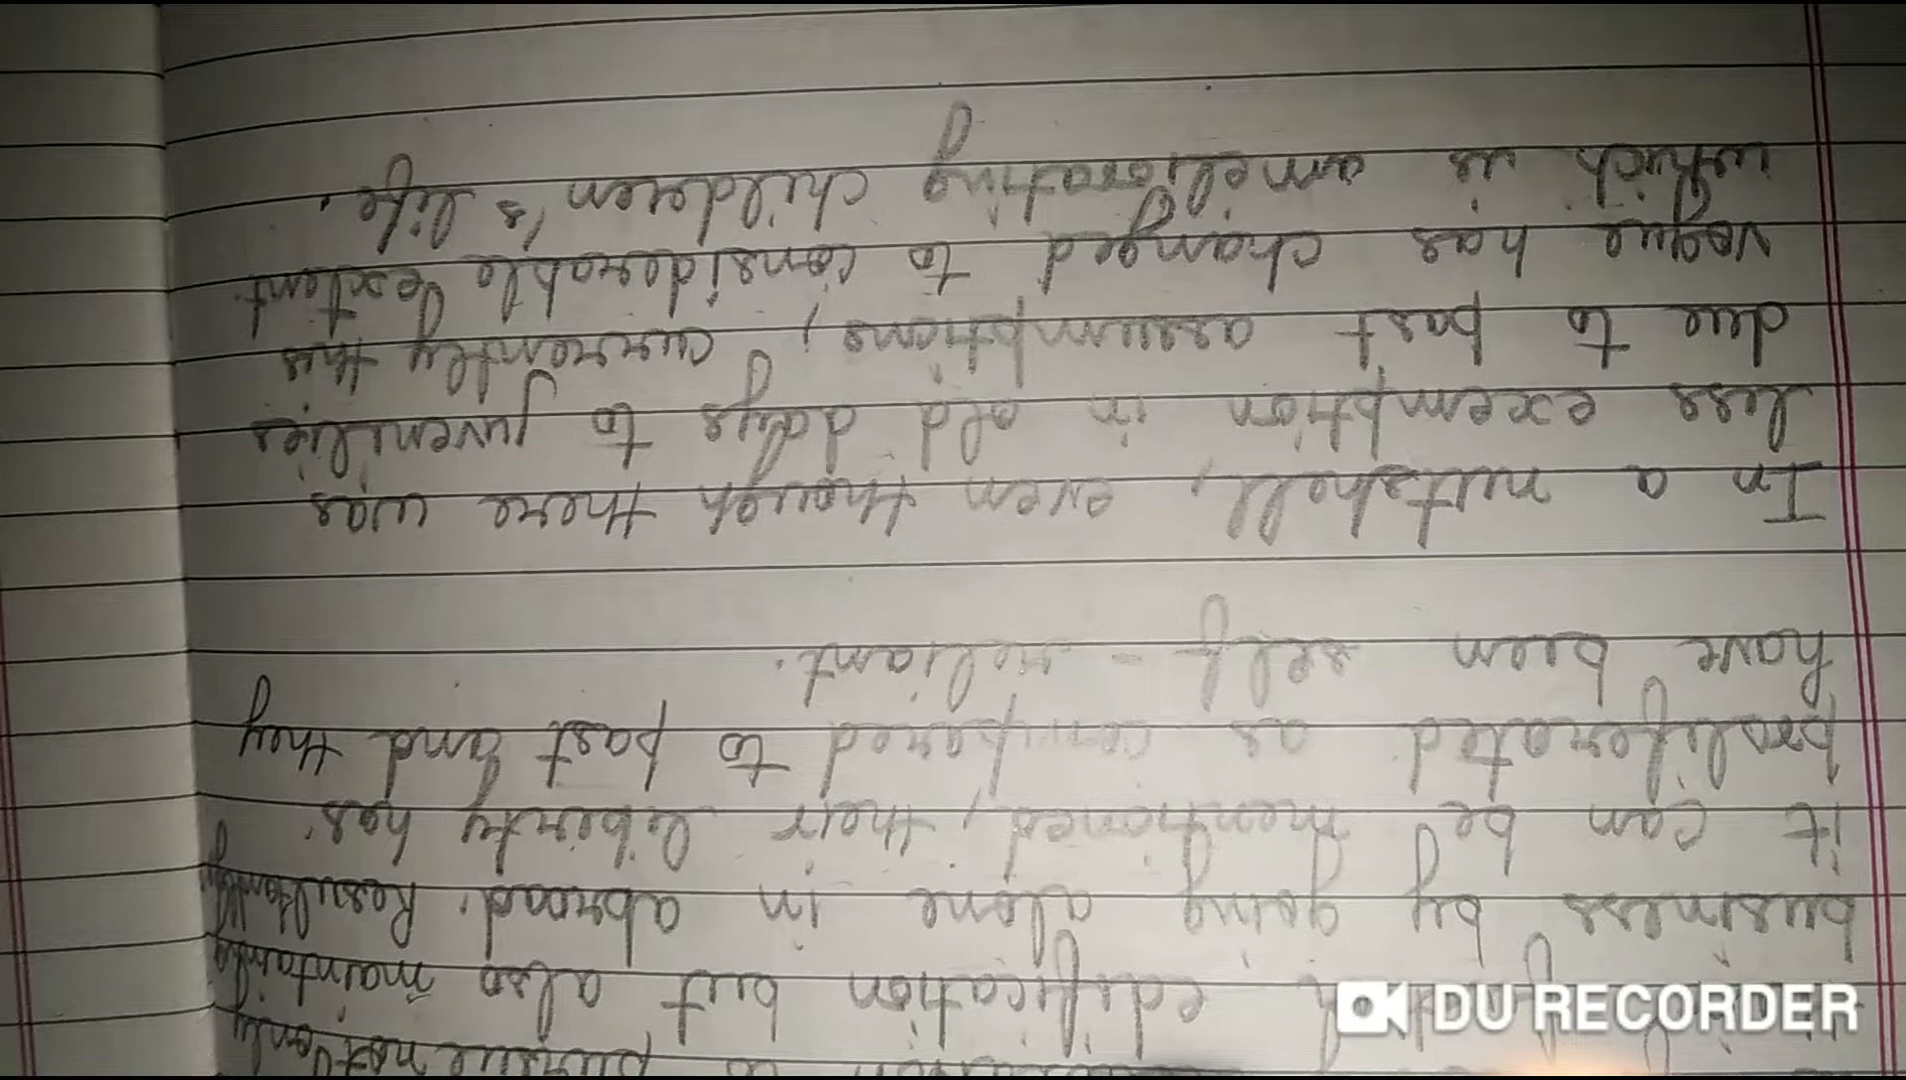 pursue not only
edification but also maintaing
business by going alone in abroad. Resultantly
it can be mentioned, their liberty has
proliferated as compared to past and they
have been self-reliant.
In a nutshell, even though there was
less exemption in old days to juvenilies
due to past assumptions, currently this
vogue has changed to considerable extent
which is ameliorating children's life.
DU RECORDER